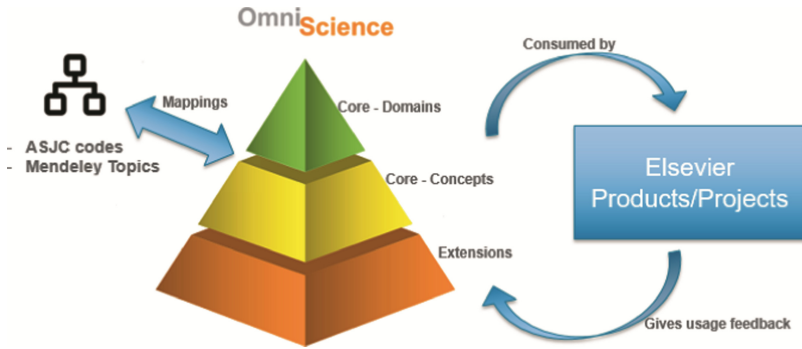 OmniScience
Consumed by
Mappings
Core - Domains
- ASJC codes
- Mendeley Topics
Core - Concepts
Elsevier
Products/Projects
Extensions
Gives usage feedback